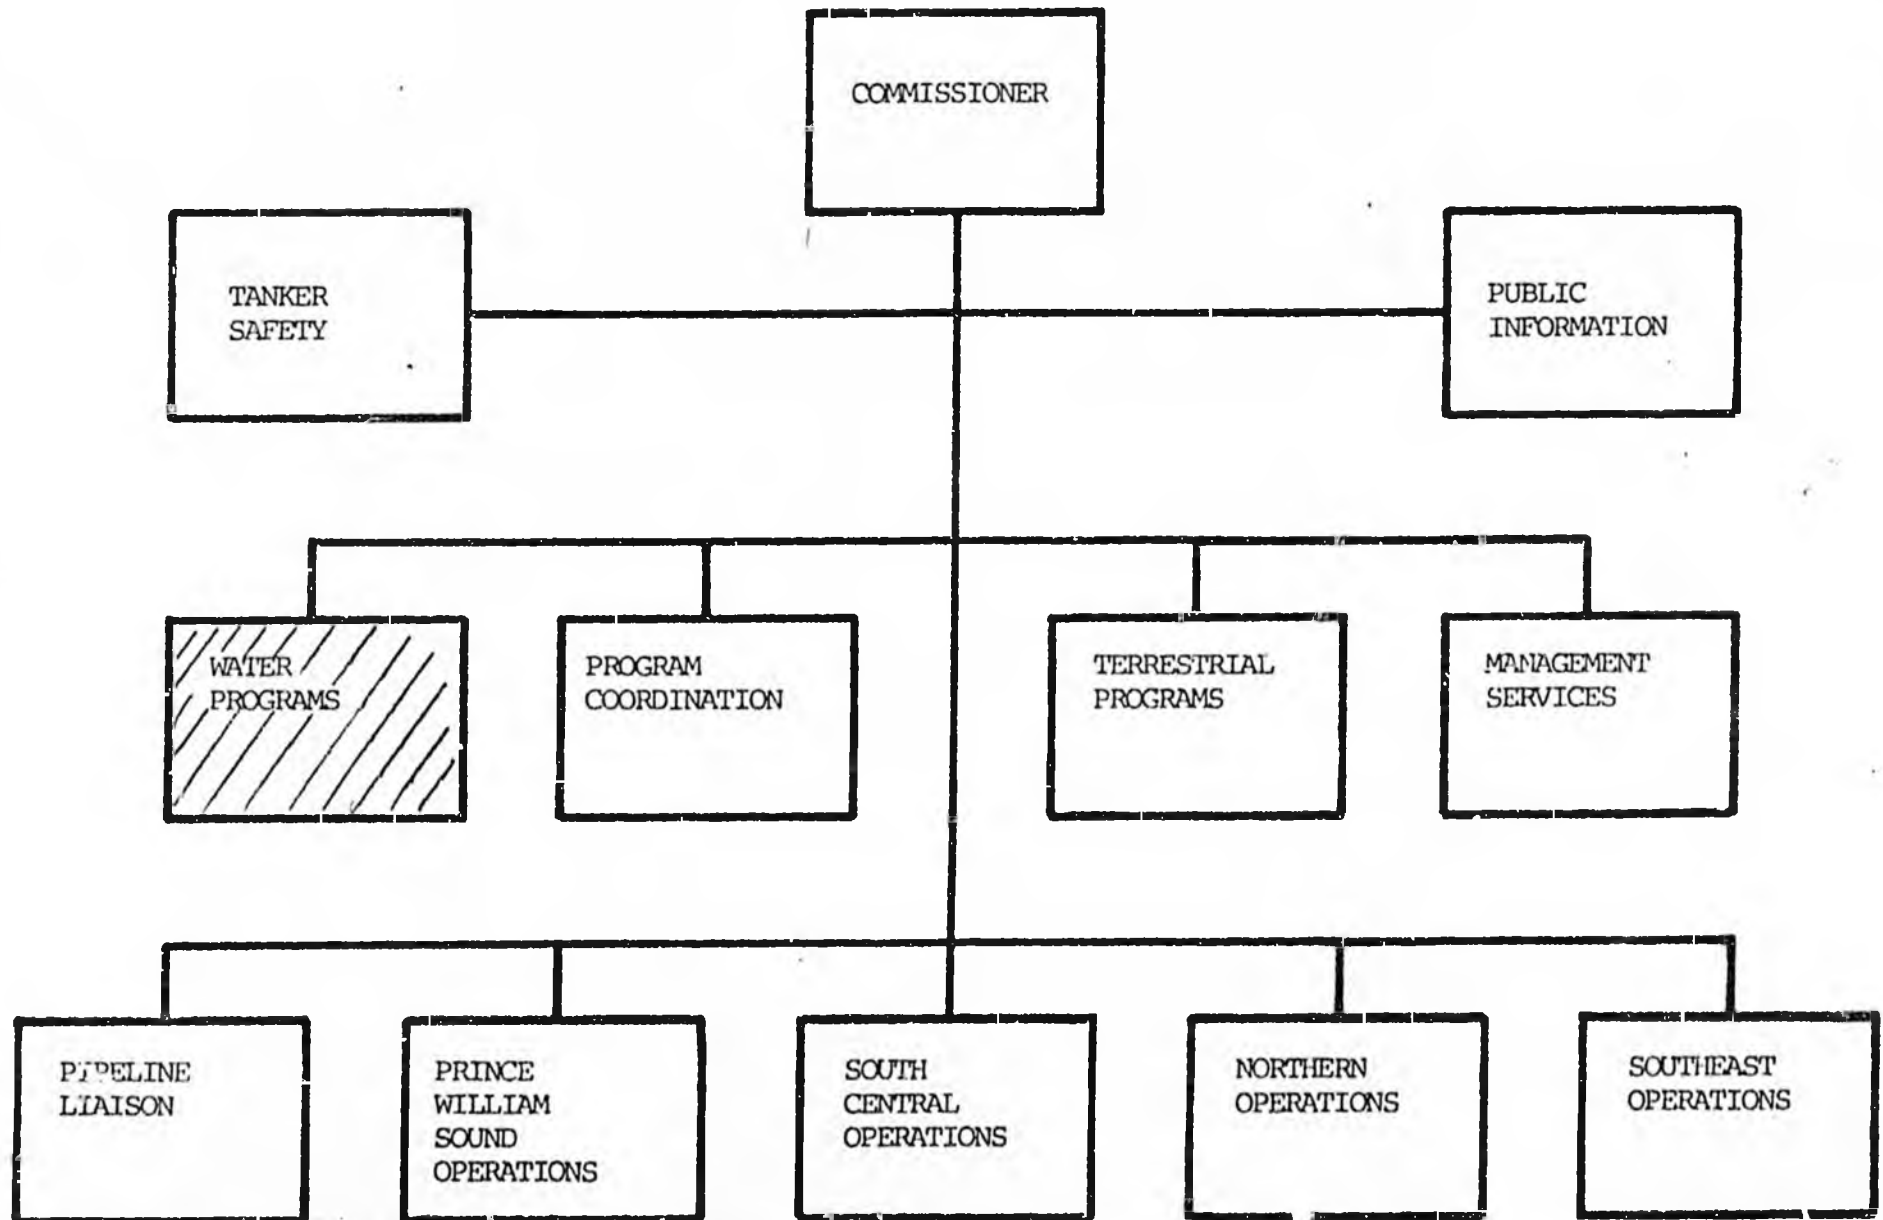 COMMISSIONER
TANKER
SAFETY
PUBLIC
INFORMATION
WATER
PROGRAMS
PROGRAM
COORDINATION
TERRESTRIAL
PROGRAMS
MANAGEMENT
SERVICES
PIPELINE
LIAISON
PRINCE
WILLIAM
SOUND
OPERATIONS
SOUTH
CENTRAL
OPERATIONS
NORTHERN
OPERATIONS
SOUTHEAST
OPERATIONS